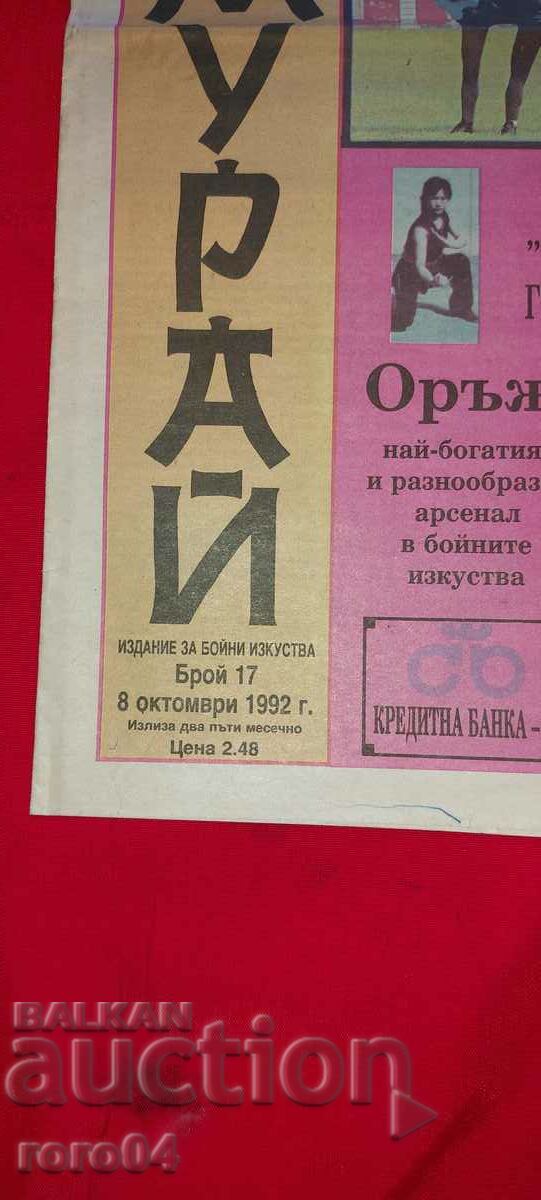 МУРАЙ
ИЗДАНИЕ ЗА БОЙНИ ИЗКУСТВА
Брой 17
8 октомври 1992 г.
Излиза два пъти месечно
Цена 2.48
„
Г
Оръж
най-богатия
и разнообраз
арсенал
в бойните
изкуства
КРЕДИТНА БАНКА -
BALKAN
auction
roro04